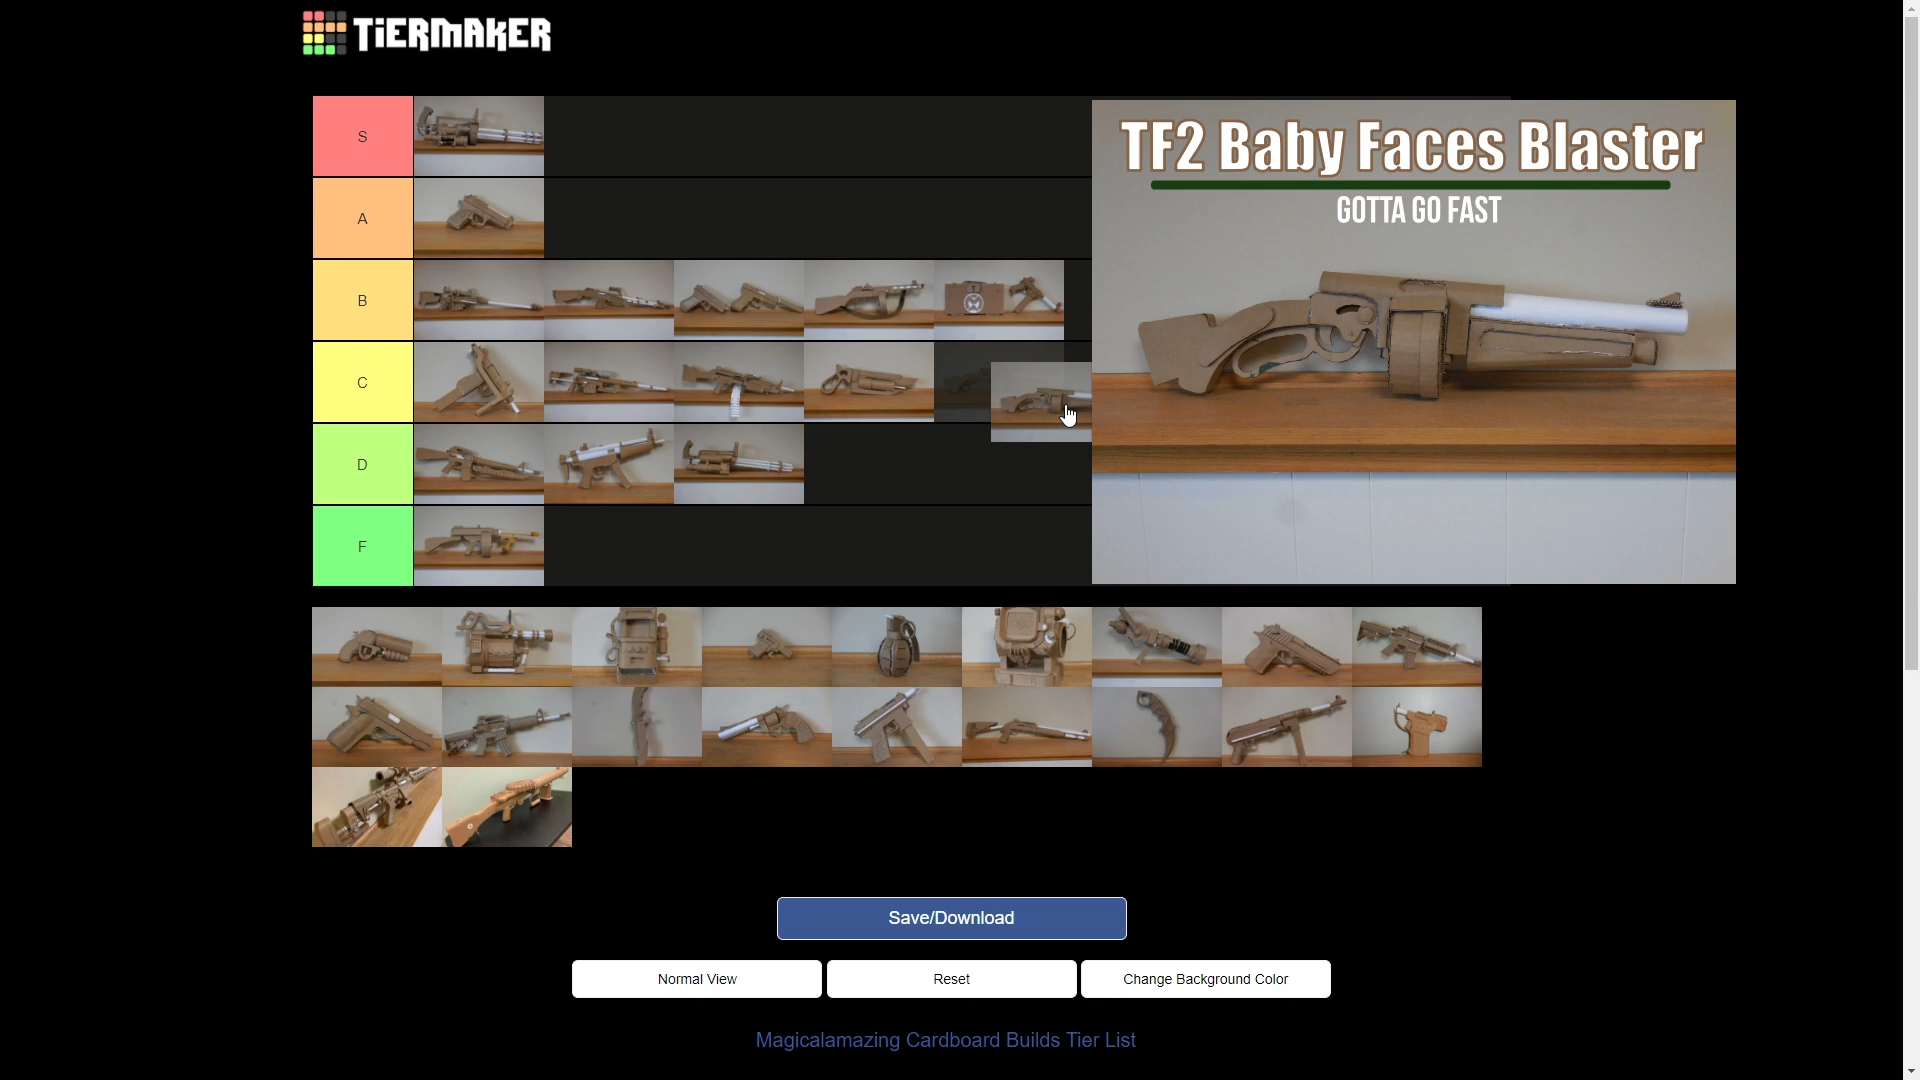 TiERMAKER
TF2 Baby Faces Blaster
GOTTA GO FAST
S
A
B
C
D
F
Save/Download
Normal View
Reset
Change Background Color
Magicalamazing Cardboard Builds Tier List